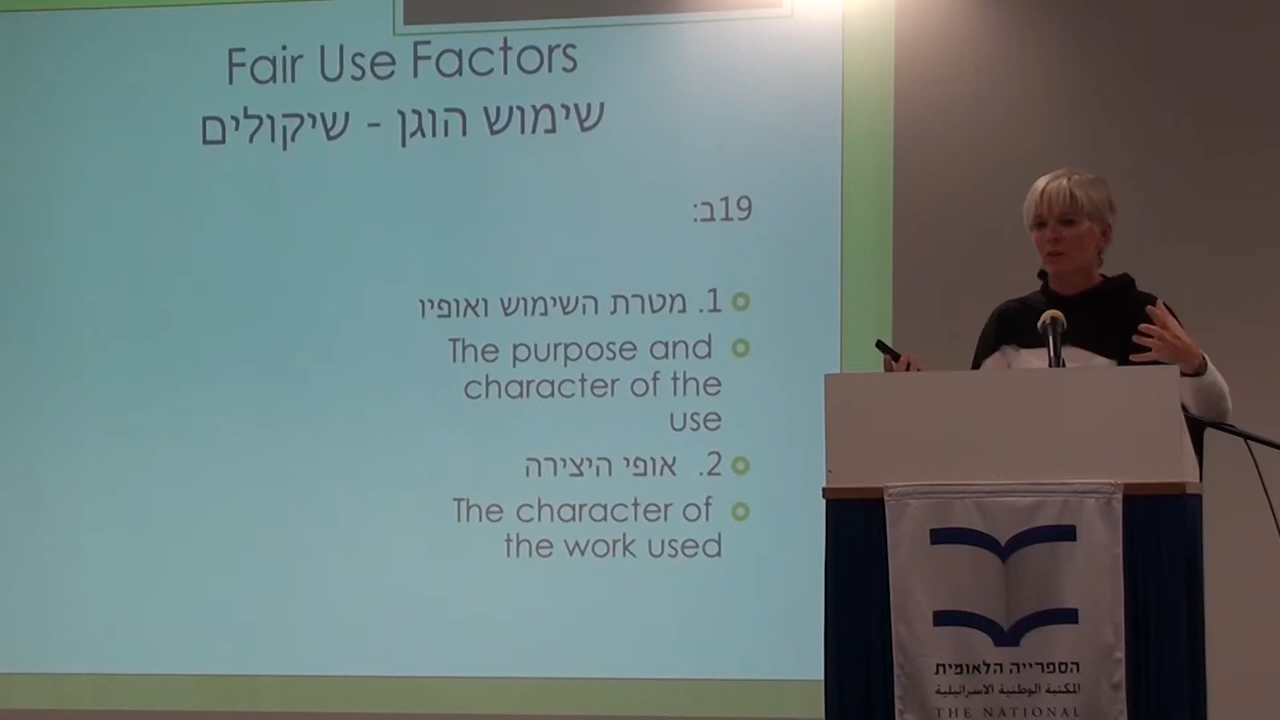 Fair Use Factors
שימוש הוגן - שיקולים
19ב:
1. מטרת השימוש ואופיו
The purpose and
character of the
use
2. אופי היצירה
The character of
the work used
הספרייה הלאומית
المكتبة الوطنية الاسرائيلية
THE NATIONAL